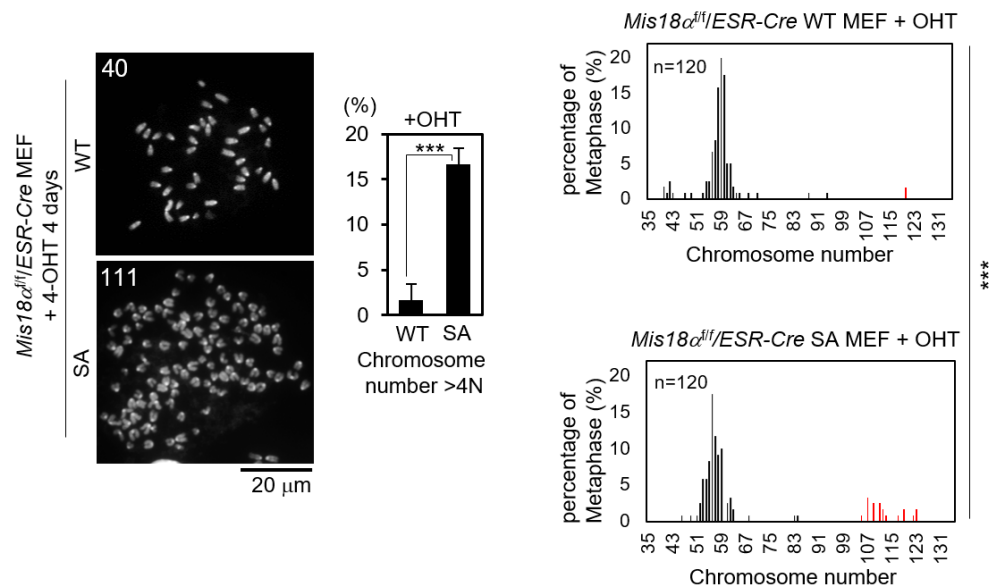 Mis18α^f/f/ESR-Cre MEF
+ 4-OHT 4 days
WT
SA
40
111
20 μm
(%)
+OHT
***
20
15
10
5
0
WT SA
Chromosome
number >4N
Mis18α^f/f/ESR-Cre WT MEF + OHT
percentage of
Metaphase (%)
n=120
20
15
10
5
0
35 43 51 59 67 75 83 91 99 107 115 123 131
Chromosome number
***
Mis18α^f/f/ESR-Cre SA MEF + OHT
percentage of
Metaphase (%)
n=120
20
15
10
5
0
35 43 51 59 67 75 83 91 99 107 115 123 131
Chromosome number